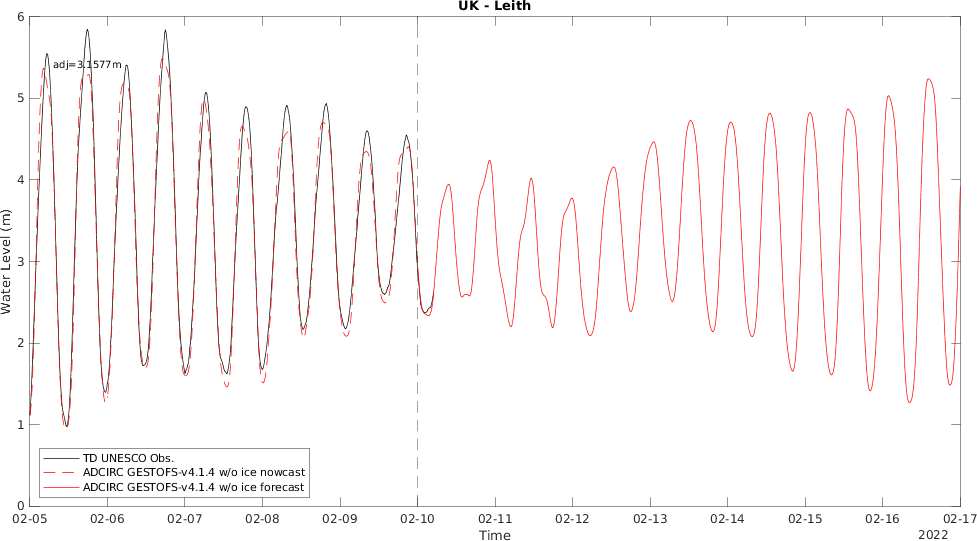 UK - Leith
6
adj=3.1577m
5
4
3
2
1
0
Water Level (m)
TD UNESCO Obs.
ADCIRC GESTOFS-v4.1.4 w/o ice nowcast
ADCIRC GESTOFS-v4.1.4 w/o ice forecast
02-05 02-06 02-07 02-08 02-09 02-10 02-11 02-12 02-13 02-14 02-15 02-16 02-17
Time
2022